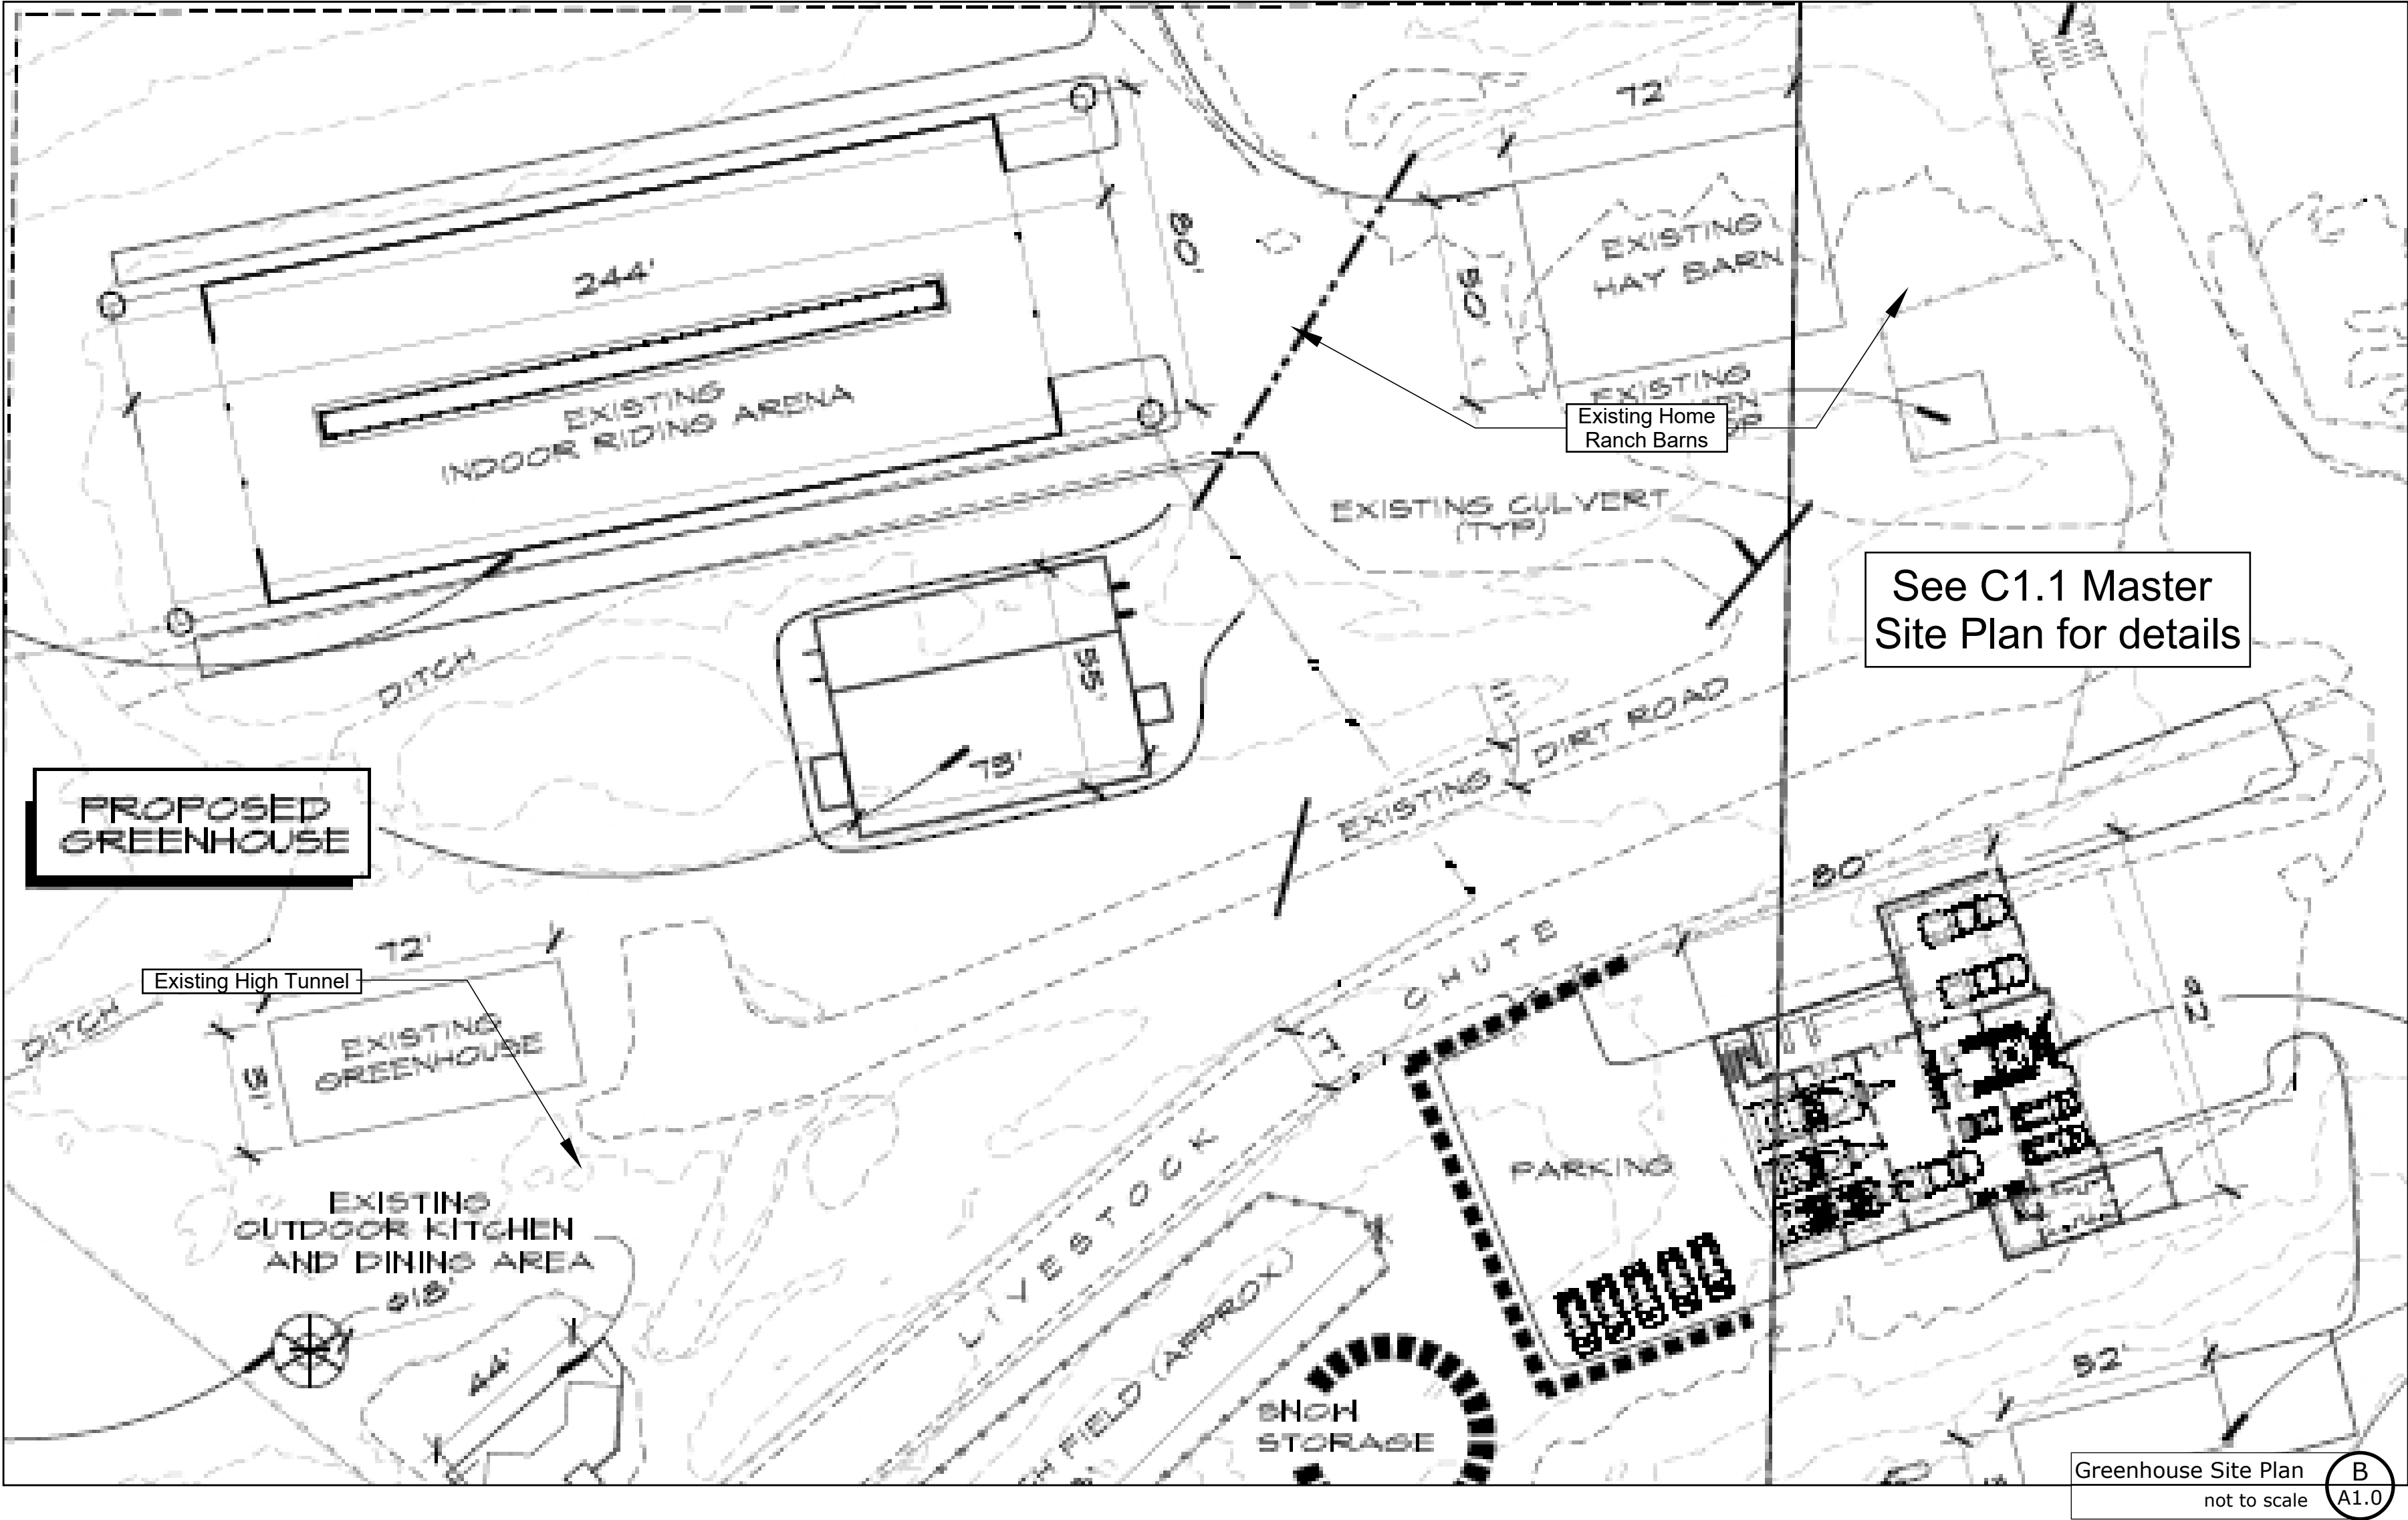 72'
80'
EXISTING
HAY BARN
244'
50'
EXISTING
INDOOR RIDING ARENA
EXISTING
Existing Home
Ranch Barns
EXISTING CULVERT
(TYP)
See C1.1 Master
Site Plan for details
DITCH
55'
EXISTING DIRT ROAD
PROPOSED
GREENHOUSE
80'
72'
Existing High Tunnel
CHUTE
DITCH
EXISTING
GREENHOUSE
LIVESTOCK
PARKING
EXISTING
OUTDOOR KITCHEN
AND DINING AREA
ø18'
44'
FIELD (APPROX)
52'
SNOW
STORAGE
Greenhouse Site Plan
not to scale
B
A1.0